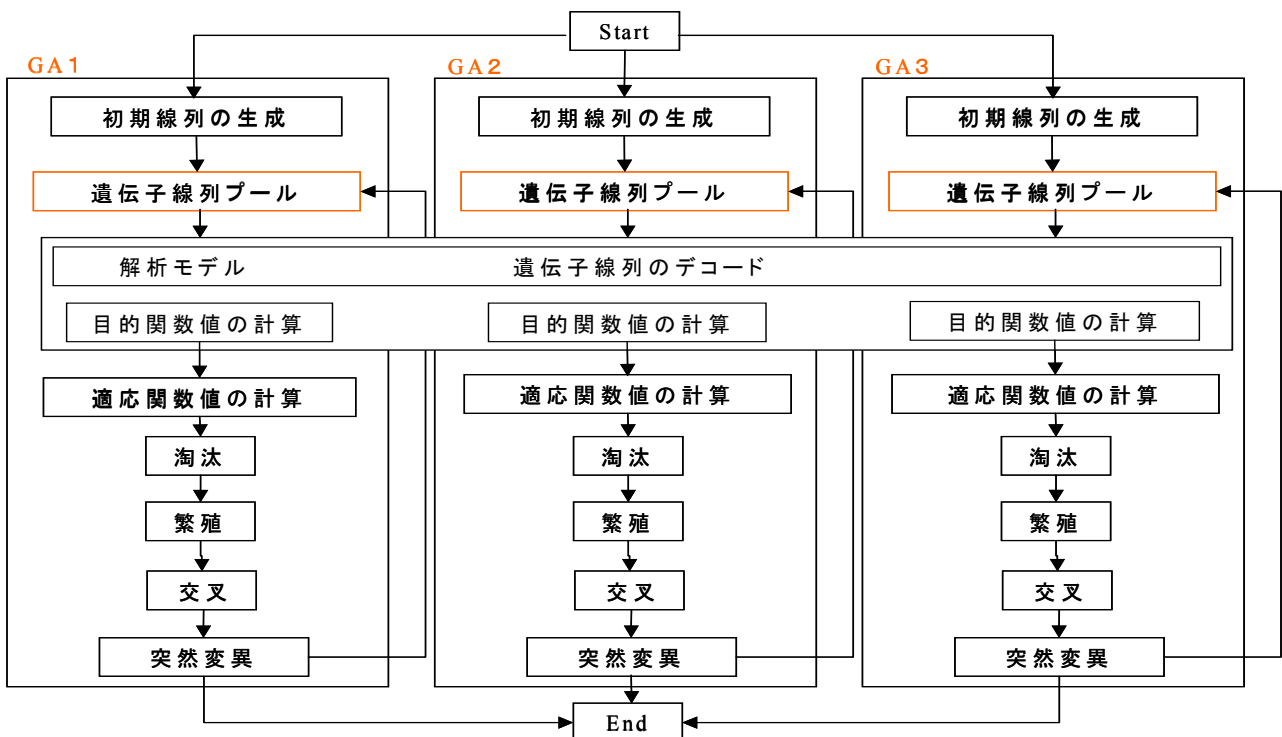 Start
GA1
GA2
GA3
初期線列の生成
初期線列の生成
初期線列の生成
遺伝子線列プール
遺伝子線列プール
遺伝子線列プール
解析モデル
遺伝子線列のデコード
目的関数値の計算
目的関数値の計算
目的関数値の計算
適応関数値の計算
適応関数値の計算
適応関数値の計算
淘汰
淘汰
淘汰
繁殖
繁殖
繁殖
交叉
交叉
交叉
突然変異
突然変異
突然変異
End